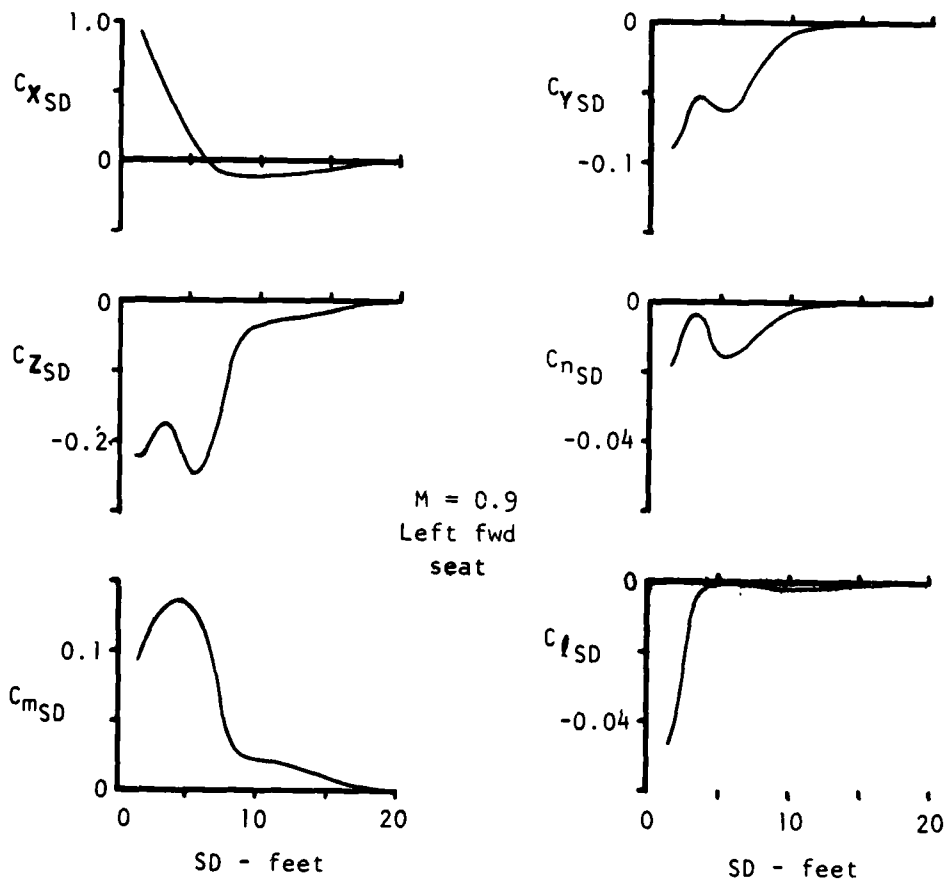 1.0
C_X_SD
0
0
C_Y_SD
-0.1
0
C_Z_SD
-0.2
0
C_n_SD
-0.04
M = 0.9
Left fwd
seat
0.1
C_m_SD
0
0 10 20
SD - feet
0
C_ℓ_SD
-0.04
0 10 20
SD - feet